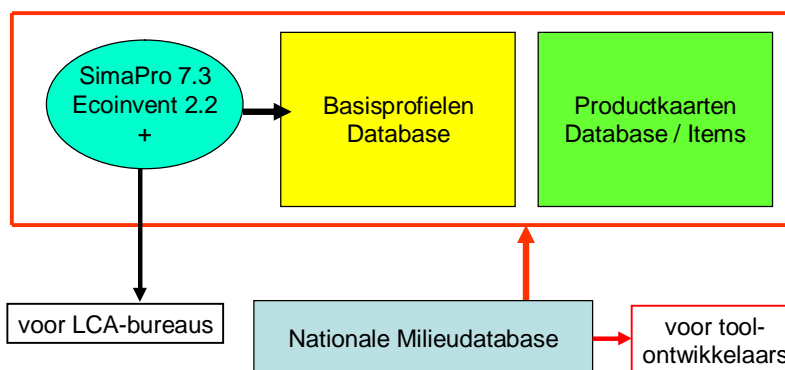 SimaPro 7.3
Ecoinvent 2.2
+
Basisprofielen
Database
Productkaarten
Database / Items
voor LCA-bureaus
Nationale Milieudatabase
voor tool-
ontwikkelaars